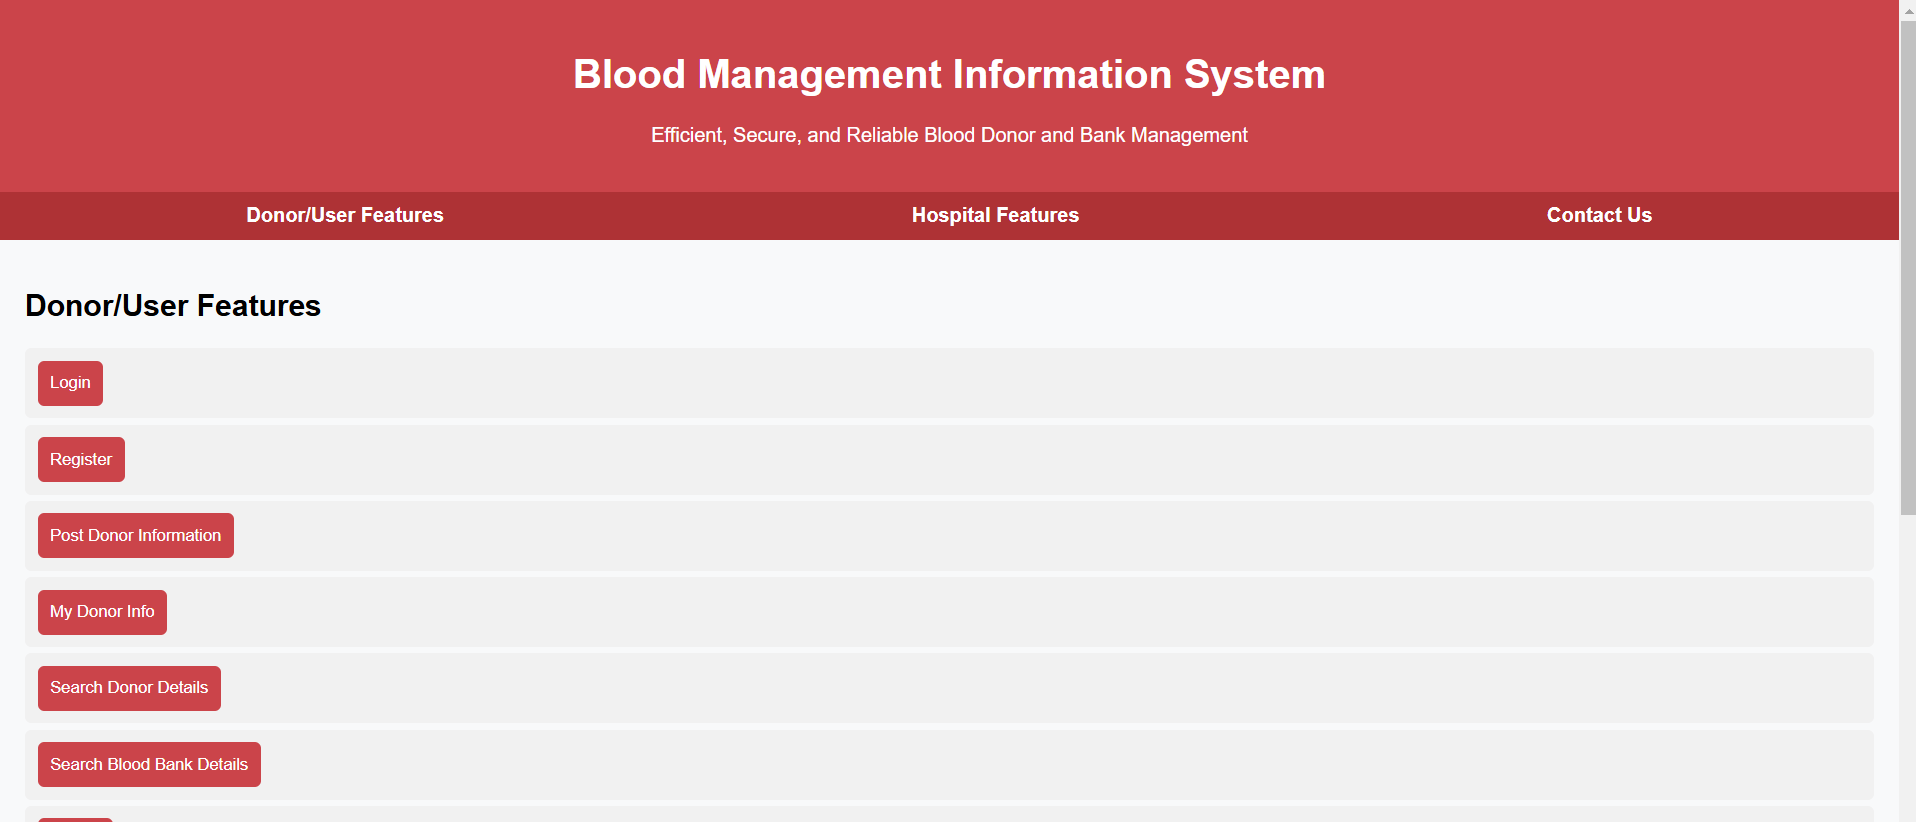 Blood Management Information System
Efficient, Secure, and Reliable Blood Donor and Bank Management
Donor/User Features Hospital Features Contact Us
Donor/User Features
Login
Register
Post Donor Information
My Donor Info
Search Donor Details
Search Blood Bank Details